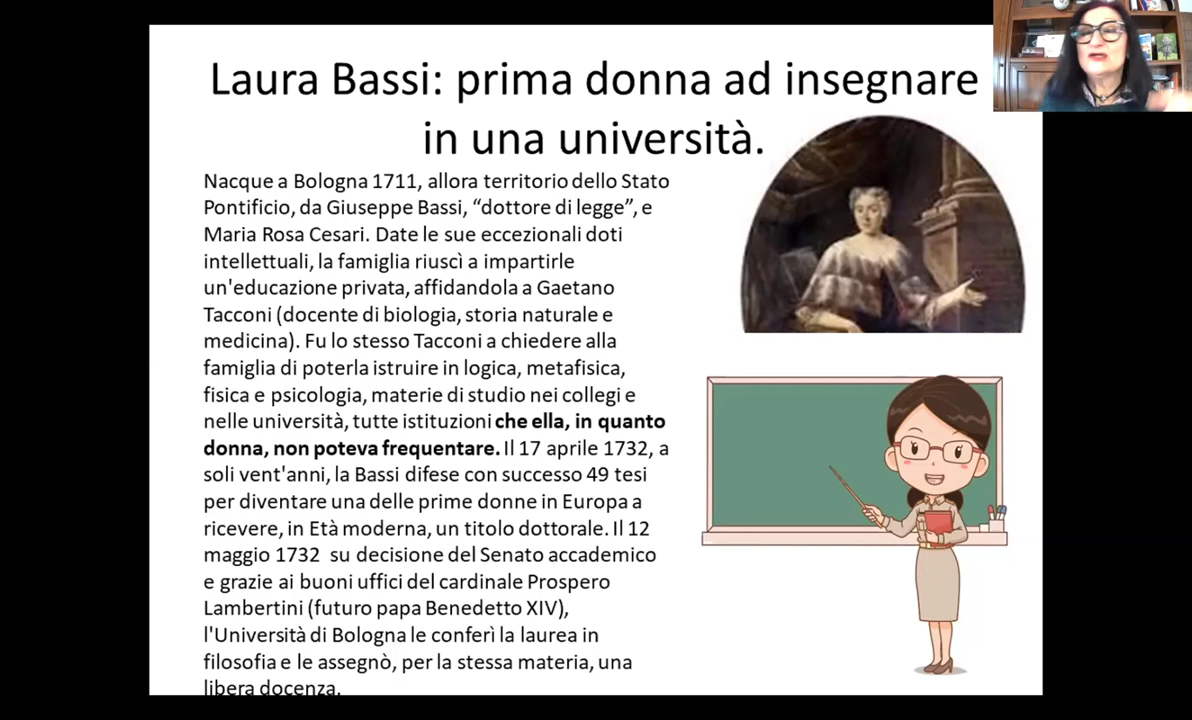 Laura Bassi: prima donna ad insegnare
in una università.
Nacque a Bologna 1711, allora territorio dello Stato
Pontificio, da Giuseppe Bassi, “dottore di legge”, e
Maria Rosa Cesari. Date le sue eccezionali doti
intellettuali, la famiglia riuscì a impartirle
un'educazione privata, affidandola a Gaetano
Tacconi (docente di biologia, storia naturale e
medicina). Fu lo stesso Tacconi a chiedere alla
famiglia di poterla istruire in logica, metafisica,
fisica e psicologia, materie di studio nei collegi e
nelle università, tutte istituzioni che ella, in quanto
donna, non poteva frequentare. Il 17 aprile 1732, a
soli vent'anni, la Bassi difese con successo 49 tesi
per diventare una delle prime donne in Europa a
ricevere, in Età moderna, un titolo dottorale. Il 12
maggio 1732 su decisione del Senato accademico
e grazie ai buoni uffici del cardinale Prospero
Lambertini (futuro papa Benedetto XIV),
l'Università di Bologna le conferì la laurea in
filosofia e le assegnò, per la stessa materia, una
libera docenza.